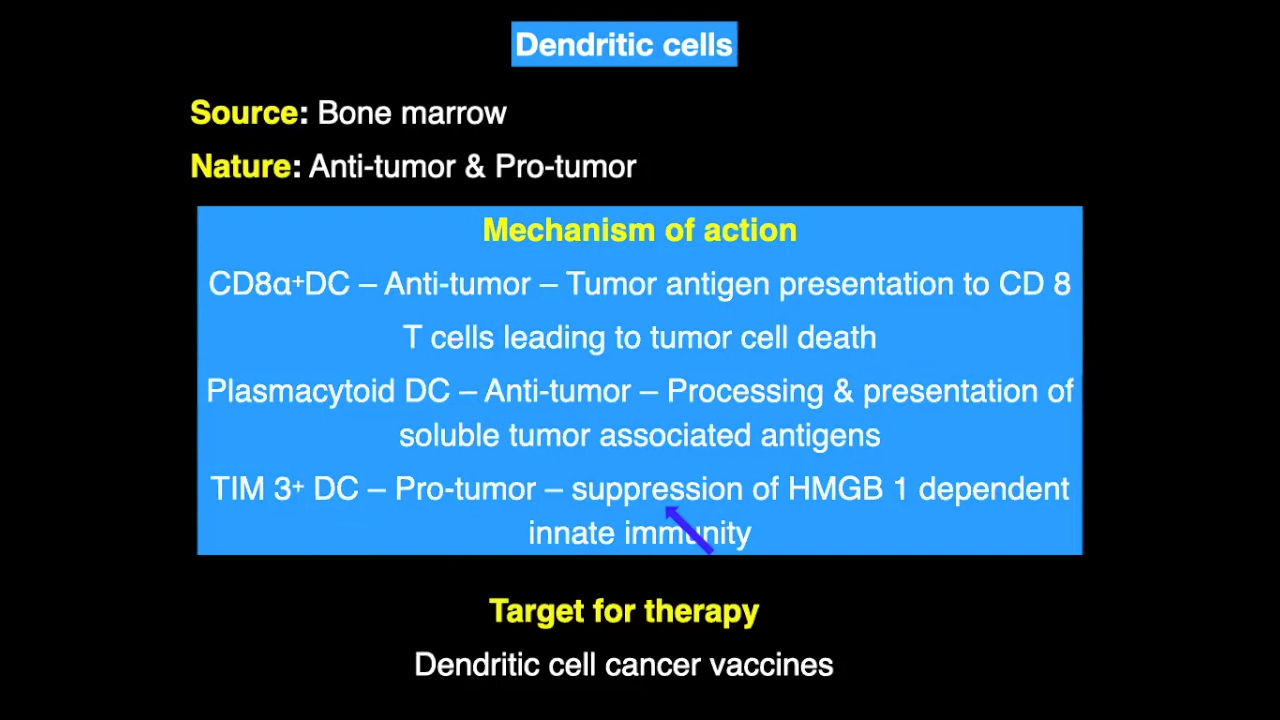 Dendritic cells
Source: Bone marrow
Nature: Anti-tumor & Pro-tumor
Mechanism of action
CD8α⁺DC – Anti-tumor – Tumor antigen presentation to CD 8
T cells leading to tumor cell death
Plasmacytoid DC – Anti-tumor – Processing & presentation of
soluble tumor associated antigens
TIM 3⁺ DC – Pro-tumor – suppression of HMGB 1 dependent
innate immunity
Target for therapy
Dendritic cell cancer vaccines